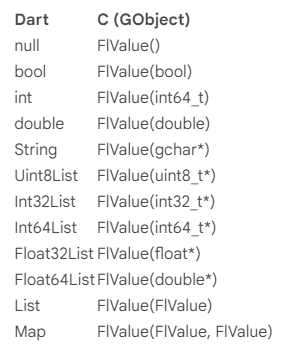 Dart C (GObject)
null FlValue()
bool FlValue(bool)
int FlValue(int64_t)
double FlValue(double)
String FlValue(gchar*)
Uint8List FlValue(uint8_t*)
Int32List FlValue(int32_t*)
Int64List FlValue(int64_t*)
Float32List FlValue(float*)
Float64List FlValue(double*)
List FlValue(FlValue)
Map FlValue(FlValue, FlValue)